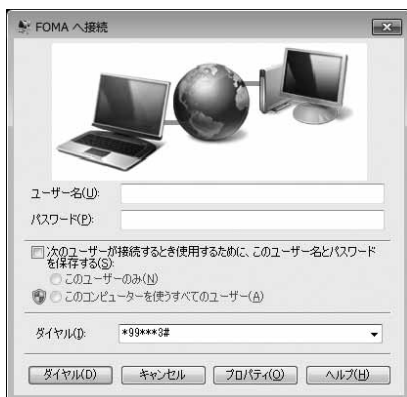 FOMA へ接続
ユーザー名(U):
パスワード(P):
次のユーザーが接続するとき使用するために、このユーザー名とパスワード
を保存する(S):
このユーザーのみ(N)
このコンピューターを使うすべてのユーザー(A)
ダイヤル(I): *99***3#
ダイヤル(D) キャンセル プロパティ(O) ヘルプ(H)